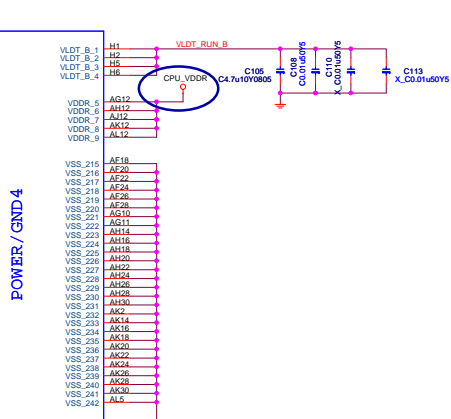 VLDT_B_1 H1 VLDT_RUN_B
VLDT_B_2 H2
VLDT_B_3 H5
VLDT_B_4 H6
CPU_VDDR
C105
C4.7u10Y0805
C108
C0.01u50Y5
C110
X_C0.01u50Y5
C113
X_C0.01u50Y5
VDDR_5 AG12
VDDR_6 AH12
VDDR_7 AJ12
VDDR_8 AK12
VDDR_9 AL12
POWER/GND4
VSS_215 AF18
VSS_216 AF20
VSS_217 AF22
VSS_218 AF24
VSS_219 AF26
VSS_220 AF28
VSS_221 AG10
VSS_222 AG11
VSS_223 AH14
VSS_224 AH16
VSS_225 AH18
VSS_226 AH20
VSS_227 AH22
VSS_228 AH24
VSS_229 AH26
VSS_230 AH28
VSS_231 AH30
VSS_232 AK2
VSS_233 AK14
VSS_234 AK16
VSS_235 AK18
VSS_236 AK20
VSS_237 AK22
VSS_238 AK24
VSS_239 AK26
VSS_240 AK28
VSS_241 AK30
VSS_242 AL5